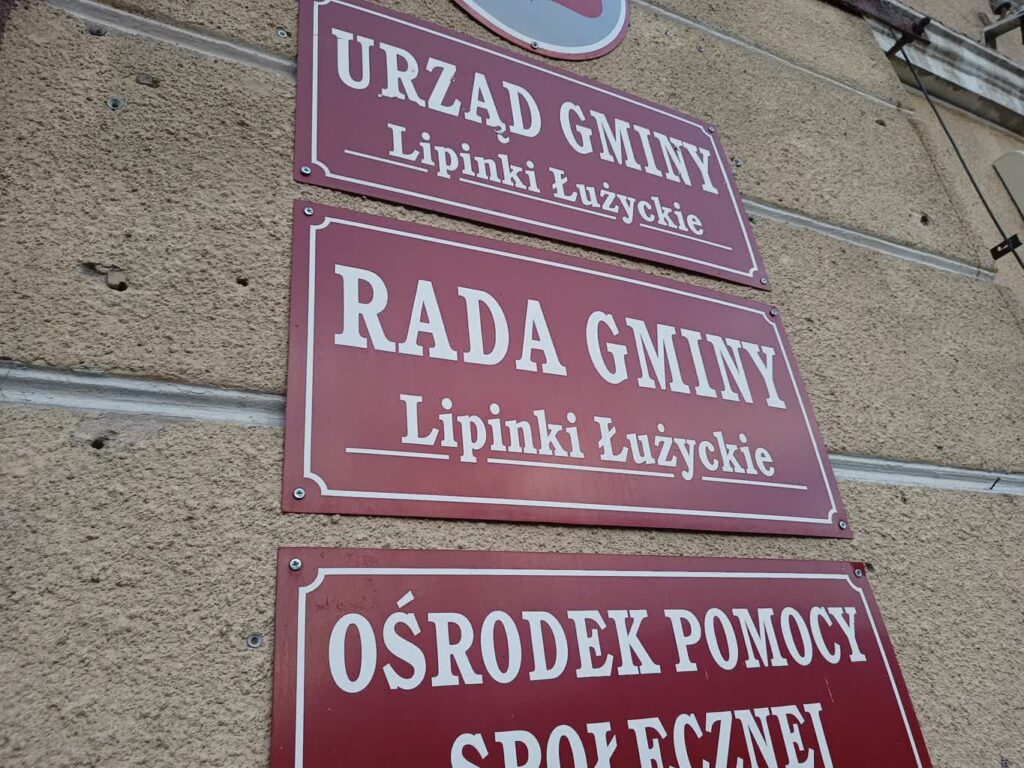 URZĄD GMINY
Lipinki Łużyckie
RADA GMINY
Lipinki Łużyckie
OŚRODEK POMOCY
SPOŁECZNEJ